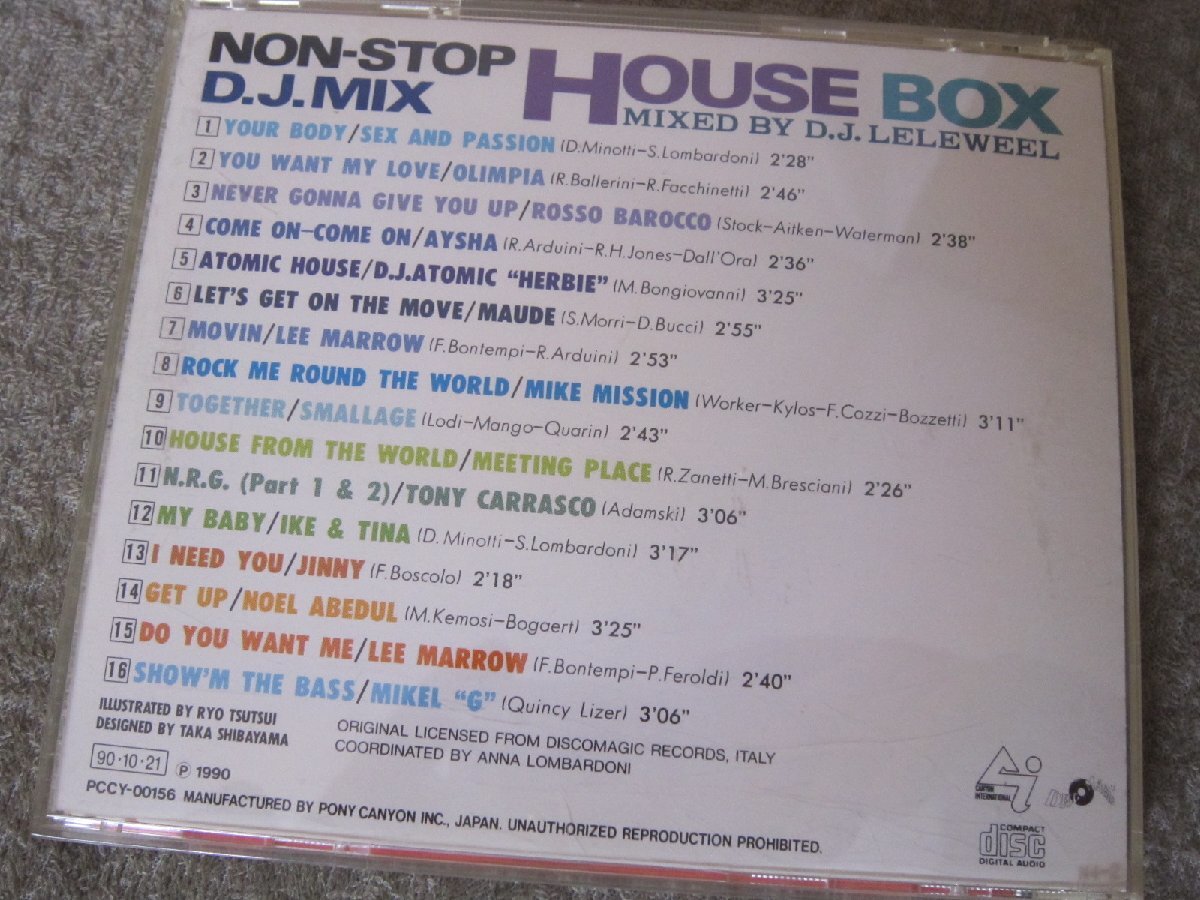 NON-STOP HOUSE BOX
D.J.MIX MIXED BY D.J. LELEWEEL
1 YOUR BODY/SEX AND PASSION (D.Minotti-S.Lombardoni) 2'28"
2 YOU WANT MY LOVE/OLIMPIA (R.Ballerini-R.Facchinetti) 2'46"
3 NEVER GONNA GIVE YOU UP/ROSSO BAROCCO (Stock-Aitken-Waterman) 2'38"
4 COME ON-COME ON/AYSHA (R.Arduini-R.H.Jones-Dall'Ora) 2'36"
5 ATOMIC HOUSE/D.J.ATOMIC "HERBIE" (M.Bongiovanni) 3'25"
6 LET'S GET ON THE MOVE/MAUDE (S.Morri-D.Bucci) 2'55"
7 MOVIN/LEE MARROW (F.Bontempi-R.Arduini) 2'53"
8 ROCK ME ROUND THE WORLD/MIKE MISSION (Worker-Kylos-F.Cozzi-Bozzetti) 3'11"
9 TOGETHER/SMALLAGE (Lodi-Mango-Quarin) 2'43"
10 HOUSE FROM THE WORLD/MEETING PLACE (R.Zanetti-M.Bresciani) 2'26"
11 N.R.G. (Part 1 & 2)/TONY CARRASCO (Adamski) 3'06"
12 MY BABY/IKE & TINA (D. Minotti-S.Lombardoni) 3'17"
13 I NEED YOU/JINNY (F.Boscolo) 2'18"
14 GET UP/NOEL ABEDUL (M.Kemosi-Bogaert) 3'25"
15 DO YOU WANT ME/LEE MARROW (F.Bontempi-P.Feroldi) 2'40"
16 SHOW'M THE BASS/MIKEL "G" (Quincy Lizer) 3'06"
ILLUSTRATED BY RYO TSUTSUI
DESIGNED BY TAKA SHIBAYAMA
ORIGINAL LICENSED FROM DISCOMAGIC RECORDS, ITALY
COORDINATED BY ANNA LOMBARDONI
90·10·21 ℗ 1990
PCCY-00156 MANUFACTURED BY PONY CANYON INC., JAPAN. UNAUTHORIZED REPRODUCTION PROHIBITED.
CANYON
INTERNATIONAL
COMPACT
disc
DIGITAL AUDIO